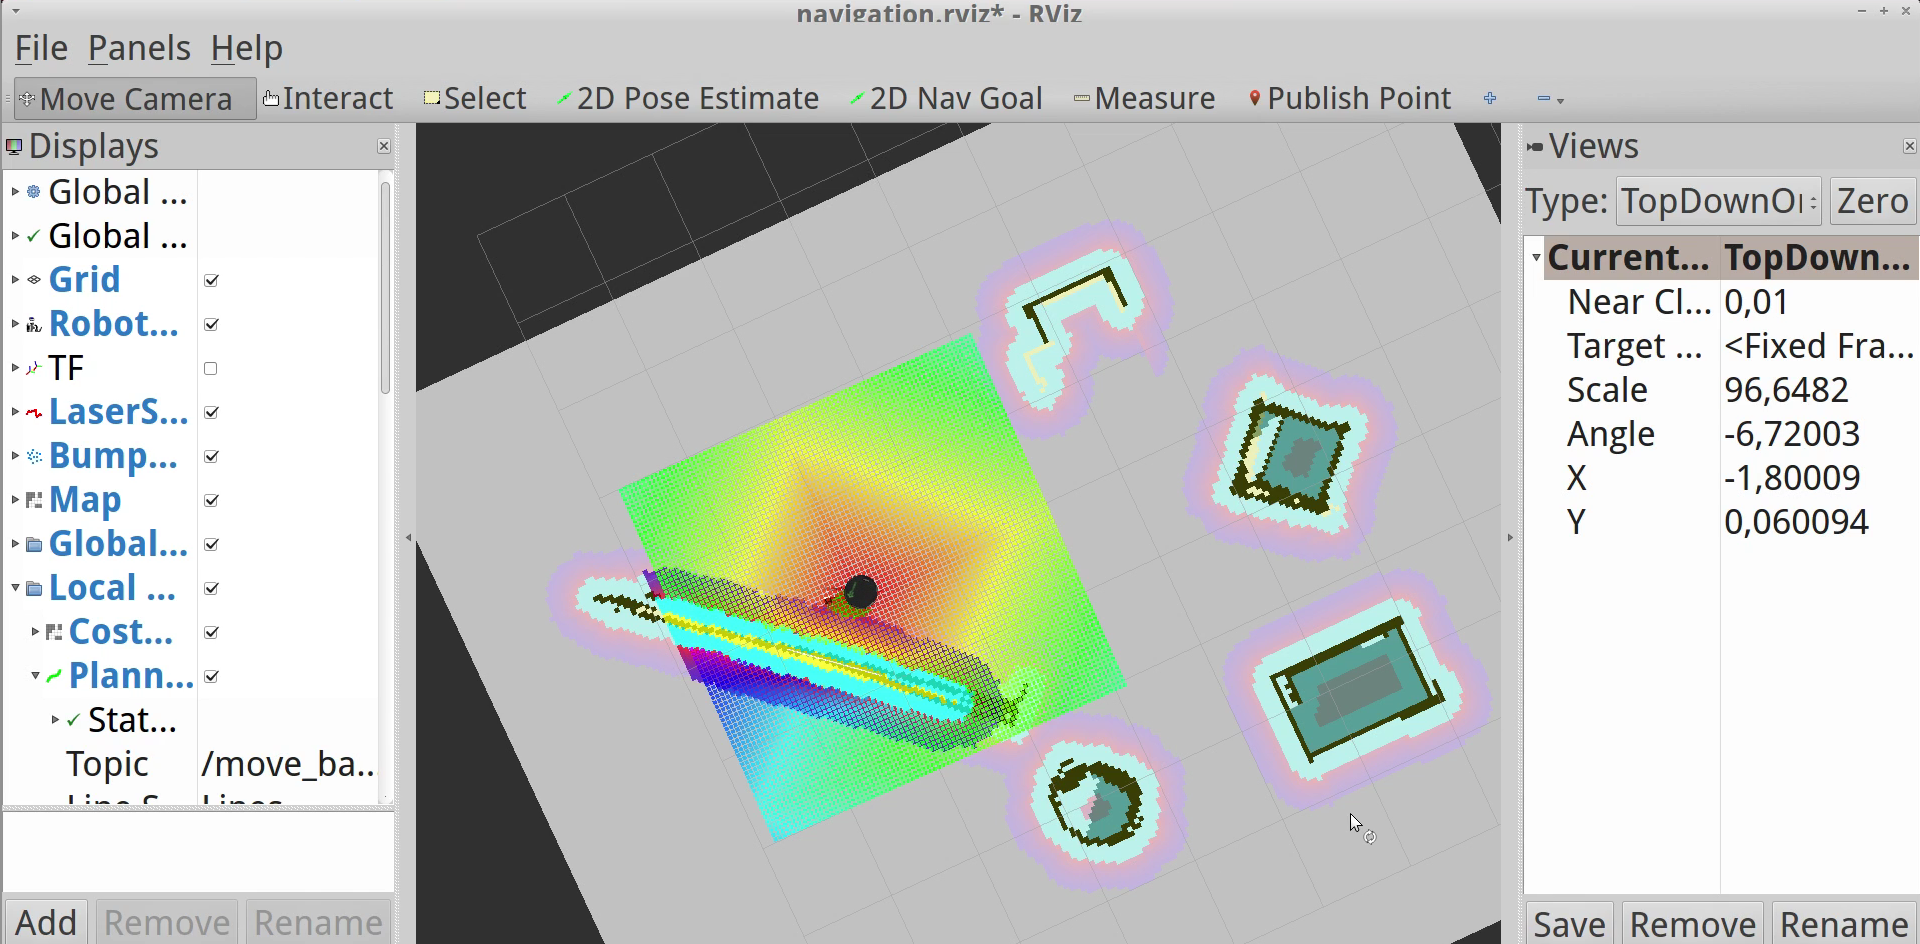 navigation.rviz* - RViz
File Panels Help
Move Camera Interact Select 2D Pose Estimate 2D Nav Goal Measure Publish Point
Displays
Global ...
Global ...
Grid
Robot...
TF
LaserS...
Bump...
Map
Global...
Local ...
Cost...
Plann...
Stat...
Topic /move_ba...
Add Remove Rename
Views
Type: Zero
Current... TopDown...
Near Cl... 0,01
Target ... <Fixed Fra...
Scale 96,6482
Angle -6,72003
X -1,80009
Y 0,060094
Save Remove Rename